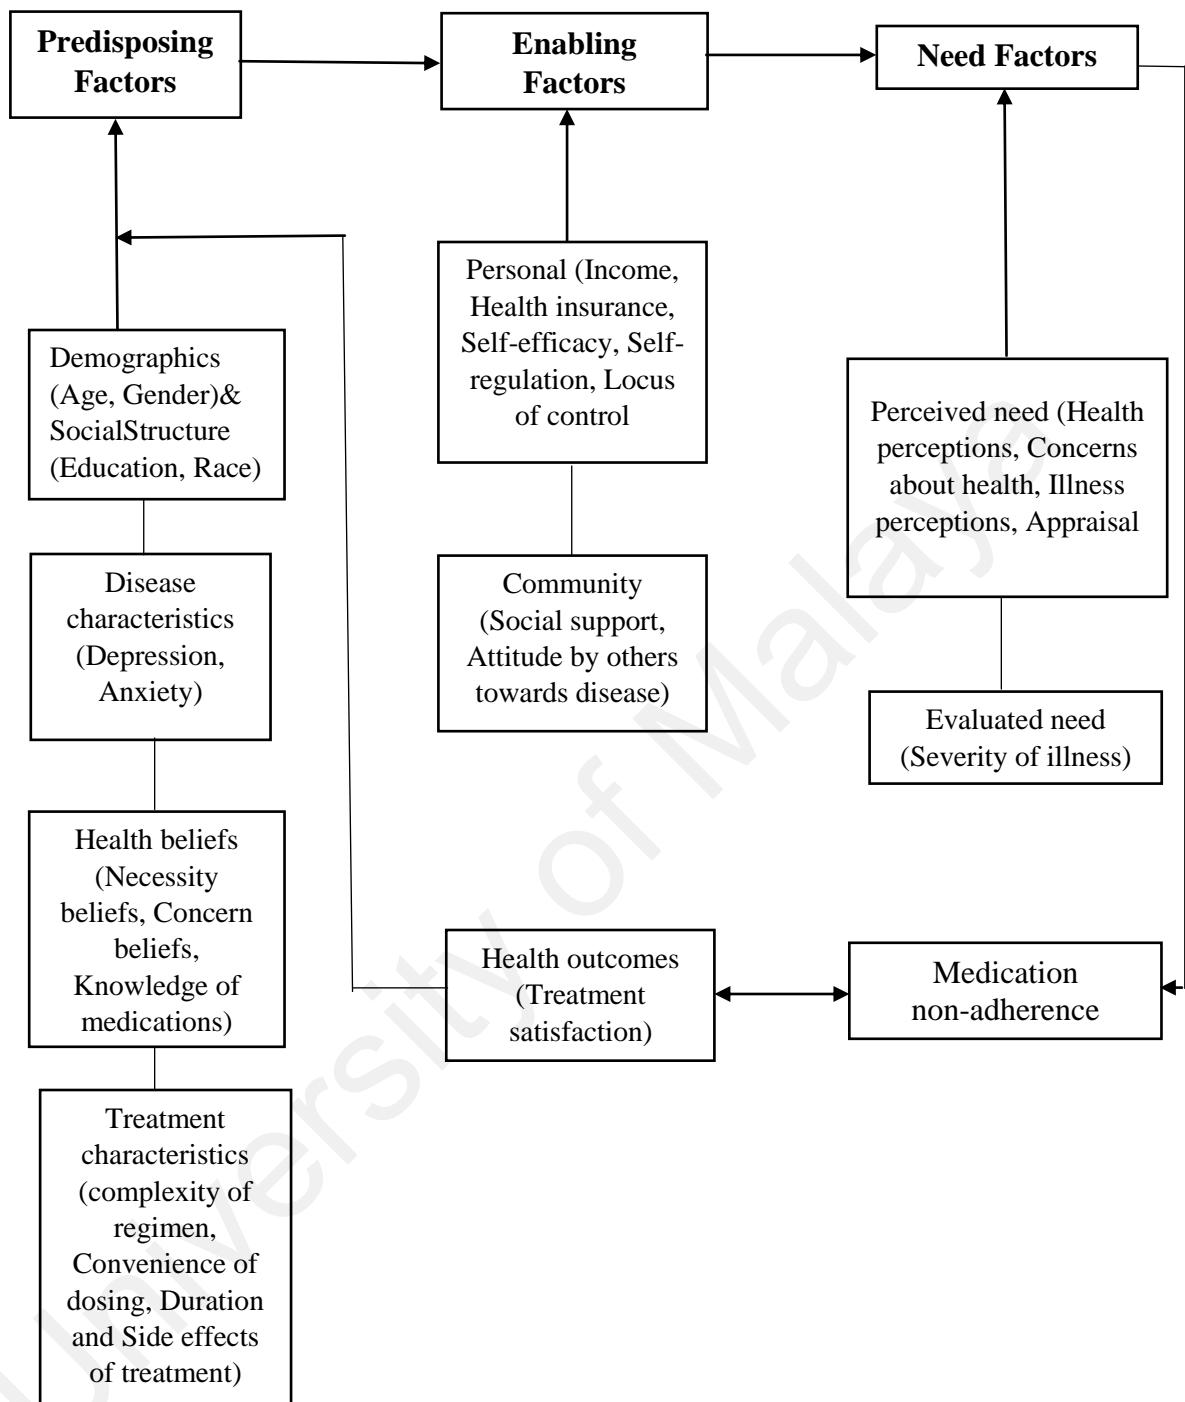 Predisposing
Factors
Enabling
Factors
Need Factors
Demographics
(Age, Gender)&
SocialStructure
(Education, Race)
Disease
characteristics
(Depression,
Anxiety)
Health beliefs
(Necessity
beliefs, Concern
beliefs,
Knowledge of
medications)
Treatment
characteristics
(complexity of
regimen,
Convenience of
dosing, Duration
and Side effects
of treatment)
Personal (Income,
Health insurance,
Self-efficacy, Self-
regulation, Locus
of control
Community
(Social support,
Attitude by others
towards disease)
Perceived need (Health
perceptions, Concerns
about health, Illness
perceptions, Appraisal
Evaluated need
(Severity of illness)
Health outcomes
(Treatment
satisfaction)
Medication
non-adherence
University of Malaya